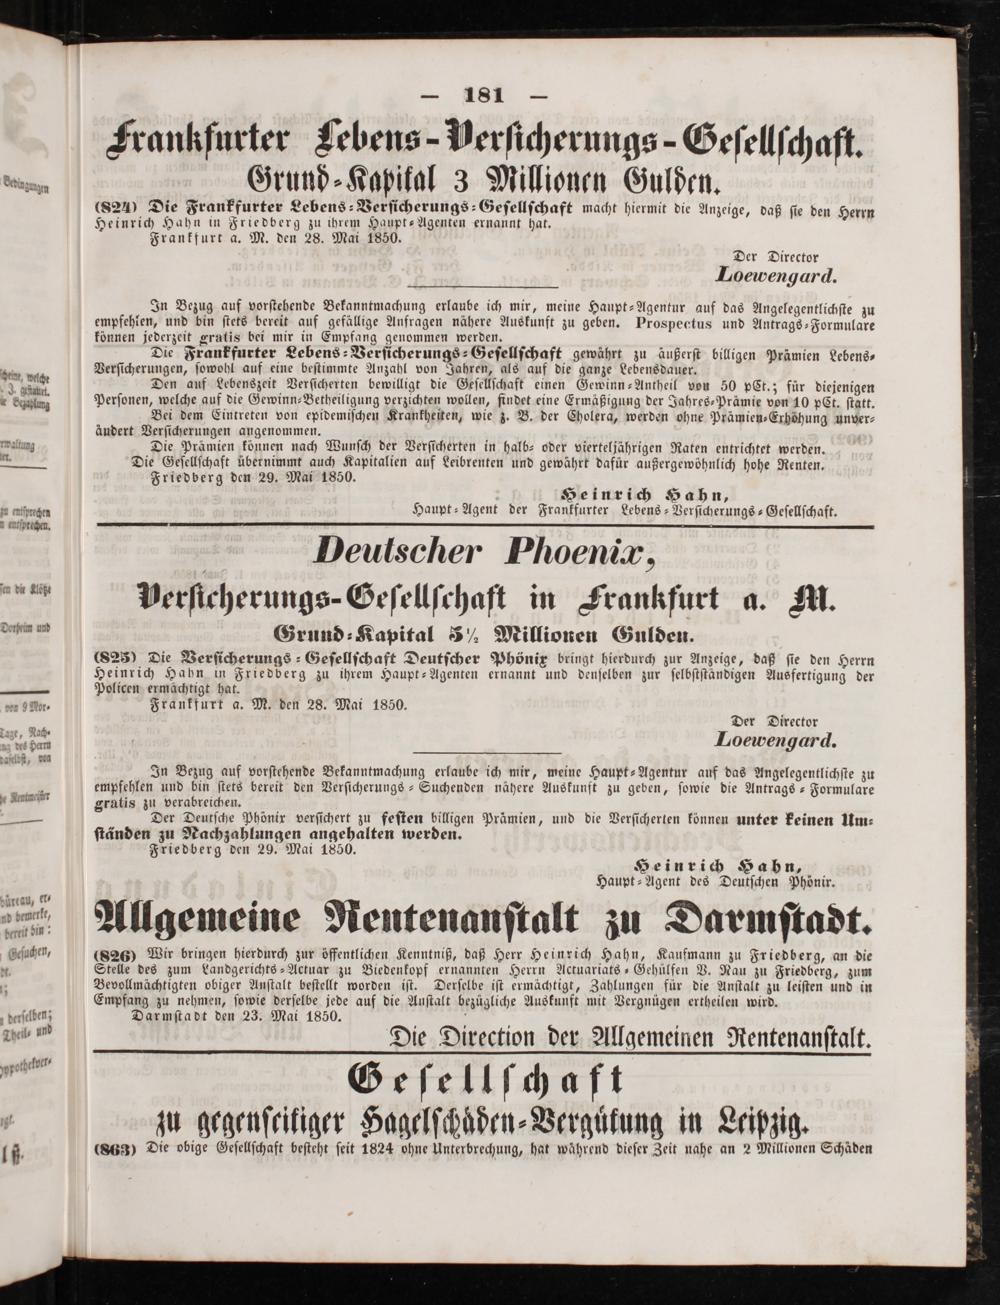 — 181 —
Frankfurter Lebens-Versicherungs-Gesellschaft.
Grund-Kapital 3 Millionen Gulden.
(824) Die Frankfurter Lebens-Versicherungs-Gesellschaft macht hiermit die Anzeige, daß sie den Herrn
Heinrich Hahn in Friedberg zu ihrem Haupt-Agenten ernannt hat.
Frankfurt a. M. den 28. Mai 1850.
Der Director
Loewengard.
In Bezug auf vorstehende Bekanntmachung erlaube ich mir, meine Haupt-Agentur auf das Angelegentlichste zu
empfehlen, und bin stets bereit auf gefällige Anfragen nähere Auskunft zu geben. Prospectus und Antrags-Formulare
können jederzeit gratis bei mir in Empfang genommen werden.
Die Frankfurter Lebens-Versicherungs-Gesellschaft gewährt zu äußerst billigen Prämien Lebens-
Versicherungen, sowohl auf eine bestimmte Anzahl von Jahren, als auf die ganze Lebensdauer.
Den auf Lebenszeit Versicherten bewilligt die Gesellschaft einen Gewinn-Antheil von 50 pCt.; für diejenigen
Personen, welche auf die Gewinn-Betheiligung verzichten wollen, findet eine Ermäßigung der Jahres-Prämie von 10 pCt. statt.
Bei dem Eintreten von epidemischen Krankheiten, wie z. B. der Cholera, werden ohne Prämien-Erhöhung unver-
ändert Versicherungen angenommen.
Die Prämien können nach Wunsch der Versicherten in halb- oder vierteljährigen Raten entrichtet werden.
Die Gesellschaft übernimmt auch Kapitalien auf Leibrenten und gewährt dafür außergewöhnlich hohe Renten.
Friedberg den 29. Mai 1850.
Heinrich Hahn,
Haupt-Agent der Frankfurter Lebens-Versicherungs-Gesellschaft.
Deutscher Phoenix,
Versicherungs-Gesellschaft in Frankfurt a. M.
Grund-Kapital 5½ Millionen Gulden.
(825) Die Versicherungs-Gesellschaft Deutscher Phönix bringt hierdurch zur Anzeige, daß sie den Herrn
Heinrich Hahn in Friedberg zu ihrem Haupt-Agenten ernannt und denselben zur selbstständigen Ausfertigung der
Policen ermächtigt hat.
Frankfurt a. M. den 28. Mai 1850.
Der Director
Loewengard.
In Bezug auf vorstehende Bekanntmachung erlaube ich mir, meine Haupt-Agentur auf das Angelegentlichste zu
empfehlen und bin stets bereit den Versicherungs-Suchenden nähere Auskunft zu geben, sowie die Antrags-Formulare
gratis zu verabreichen.
Der Deutsche Phönix versichert zu festen billigen Prämien, und die Versicherten können unter keinen Um-
ständen zu Nachzahlungen angehalten werden.
Friedberg den 29. Mai 1850.
Heinrich Hahn,
Haupt-Agent des Deutschen Phönix.
Allgemeine Rentenanstalt zu Darmstadt.
(826) Wir bringen hierdurch zur öffentlichen Kenntniß, daß Herr Heinrich Hahn, Kaufmann zu Friedberg, an die
Stelle des zum Landgerichts-Actuar zu Biedenkopf ernannten Herrn Actuariats-Gehülfen V. Rau zu Friedberg, zum
Bevollmächtigten obiger Anstalt bestellt worden ist. Derselbe ist ermächtigt, Zahlungen für die Anstalt zu leisten und in
Empfang zu nehmen, sowie derselbe jede auf die Anstalt bezügliche Auskunft mit Vergnügen ertheilen wird.
Darmstadt den 23. Mai 1850.
Die Direction der Allgemeinen Rentenanstalt.
Gesellschaft
zu gegenseitiger Hagelschäden-Vergütung in Leipzig.
(863) Die obige Gesellschaft besteht seit 1824 ohne Unterbrechung, hat während dieser Zeit nahe an 2 Millionen Schäden